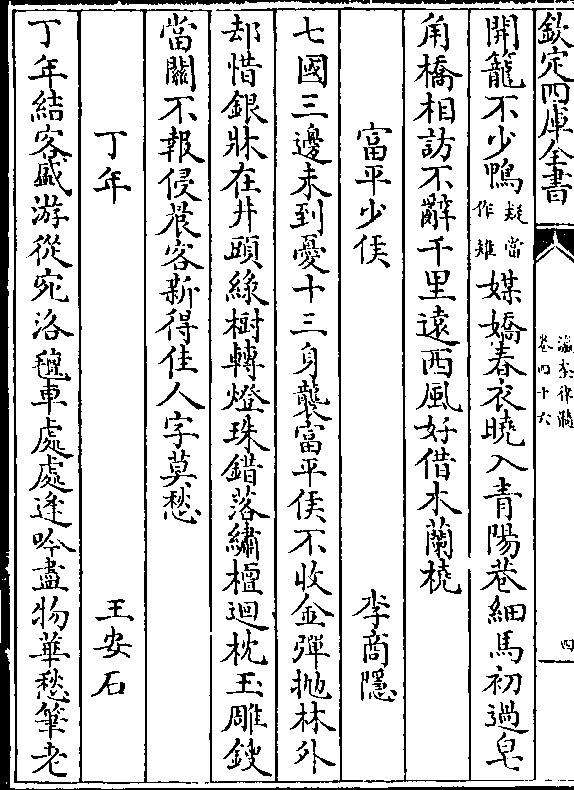 欽定四庫全書
瀛奎律髓
卷四十六
四
開籠不少鴨疑當作雉媒嬌春衣曉入青陽巷細馬初過皂
角橋相訪不辭千里遠西風好借木蘭橈
富平少侯 李商隱
七國三邊未到憂十三身襲富平侯不收金彈拋林外
却惜銀牀在井頭綠樹轉燈珠錯落繡檀迴枕玉雕鎪
當關不報侵晨客新得佳人字莫愁
丁年 王安石
丁年結客盛游從宛洛氊車處處逢吟盡物華愁筆老